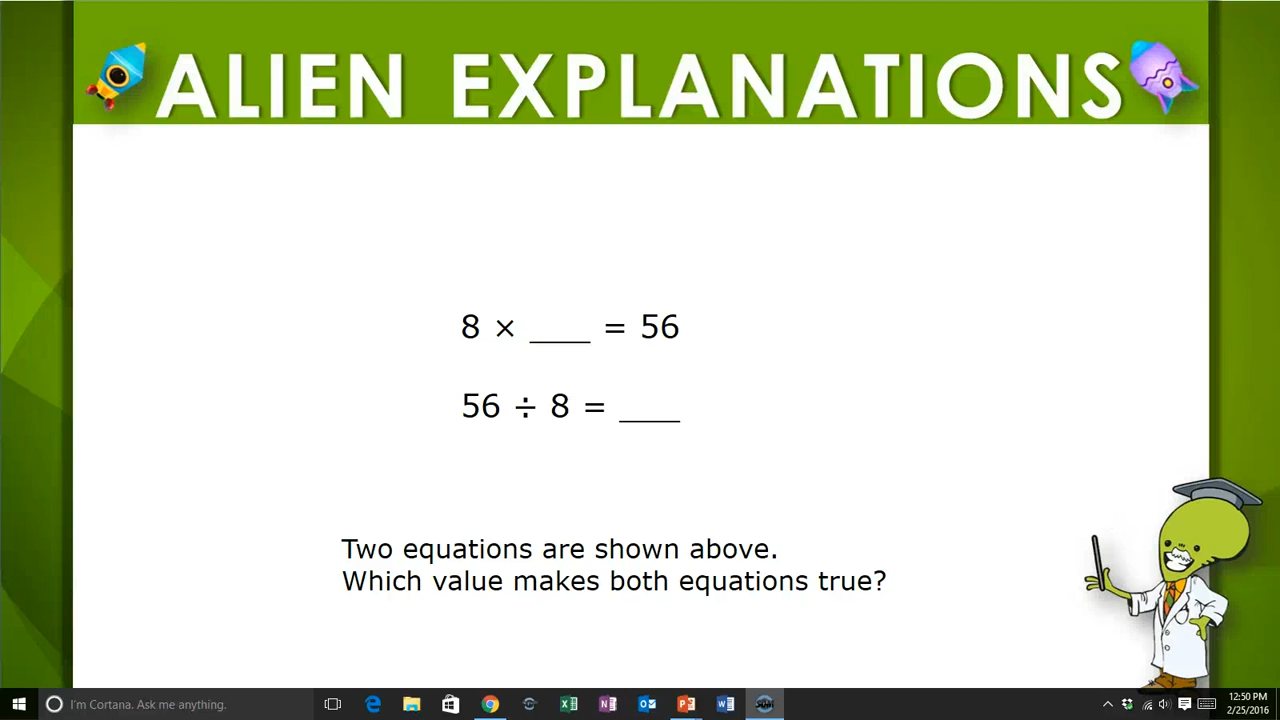 ALIEN EXPLANATIONS
8 × ____ = 56
56 ÷ 8 = ____
Two equations are shown above.
Which value makes both equations true?
I'm Cortana. Ask me anything.
12:50 PM
2/25/2016